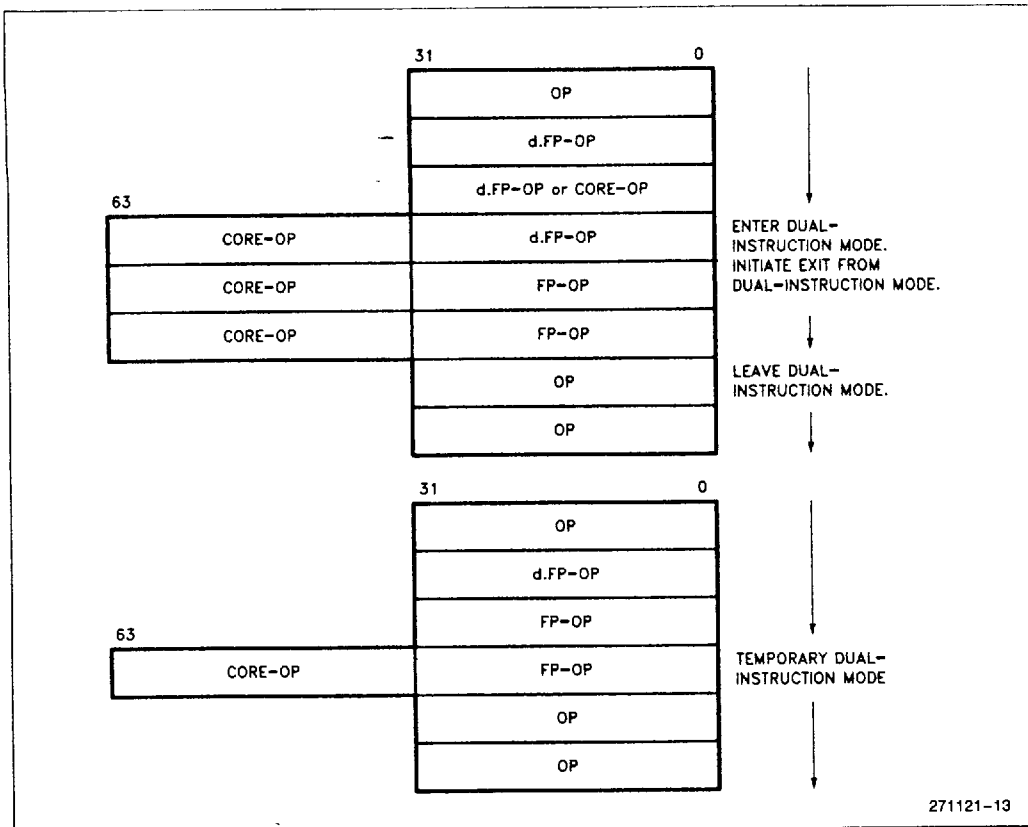 31 0
OP
d.FP-OP
d.FP-OP or CORE-OP
63
CORE-OP d.FP-OP
CORE-OP FP-OP
CORE-OP FP-OP
OP
OP
ENTER DUAL-
INSTRUCTION MODE.
INITIATE EXIT FROM
DUAL-INSTRUCTION MODE.
LEAVE DUAL-
INSTRUCTION MODE.
31 0
OP
d.FP-OP
FP-OP
63
CORE-OP FP-OP
OP
OP
TEMPORARY DUAL-
INSTRUCTION MODE
271121-13